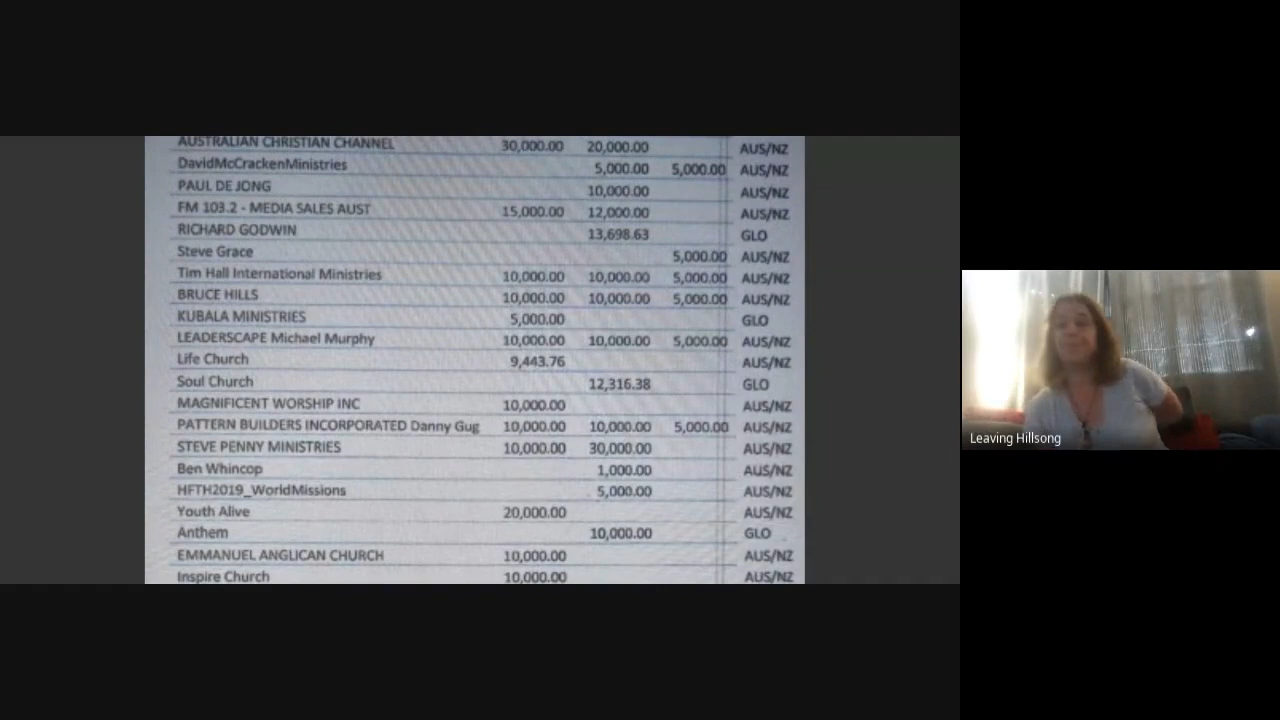 AUSTRALIAN CHRISTIAN CHANNEL 30,000.00 20,000.00 AUS/NZ
DavidMcCrackenMinistries 5,000.00 5,000.00 AUS/NZ
PAUL DE JONG 10,000.00 AUS/NZ
FM 103.2 - MEDIA SALES AUST 15,000.00 12,000.00 AUS/NZ
RICHARD GODWIN 13,698.63 GLO
Steve Grace 5,000.00 AUS/NZ
Tim Hall International Ministries 10,000.00 10,000.00 5,000.00 AUS/NZ
BRUCE HILLS 10,000.00 10,000.00 5,000.00 AUS/NZ
KUBALA MINISTRIES 5,000.00 GLO
LEADERSCAPE Michael Murphy 10,000.00 10,000.00 5,000.00 AUS/NZ
Life Church 9,443.76 AUS/NZ
Soul Church 12,316.38 GLO
MAGNIFICENT WORSHIP INC 10,000.00 AUS/NZ
PATTERN BUILDERS INCORPORATED Danny Gug 10,000.00 10,000.00 5,000.00 AUS/NZ
STEVE PENNY MINISTRIES 10,000.00 30,000.00 AUS/NZ
Ben Whincop 1,000.00 AUS/NZ
HFTH2019_WorldMissions 5,000.00 AUS/NZ
Youth Alive 20,000.00 AUS/NZ
Anthem 10,000.00 GLO
EMMANUEL ANGLICAN CHURCH 10,000.00 AUS/NZ
Inspire Church 10,000.00 AUS/NZ
Leaving Hillsong